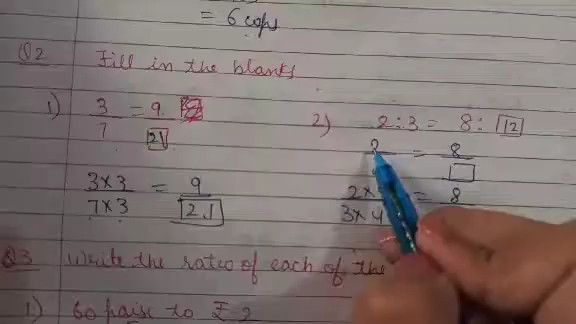 = 6 cops
Q2 Fill in the blanks
1) 3/7 = 9/21
2) 2:3 = 8: 12
= 8/□
3×3/7×3 = 9/21
2×/3×4 = 8
Q3 Write the ratio of each of the
1) 60 paise to ₹ 2